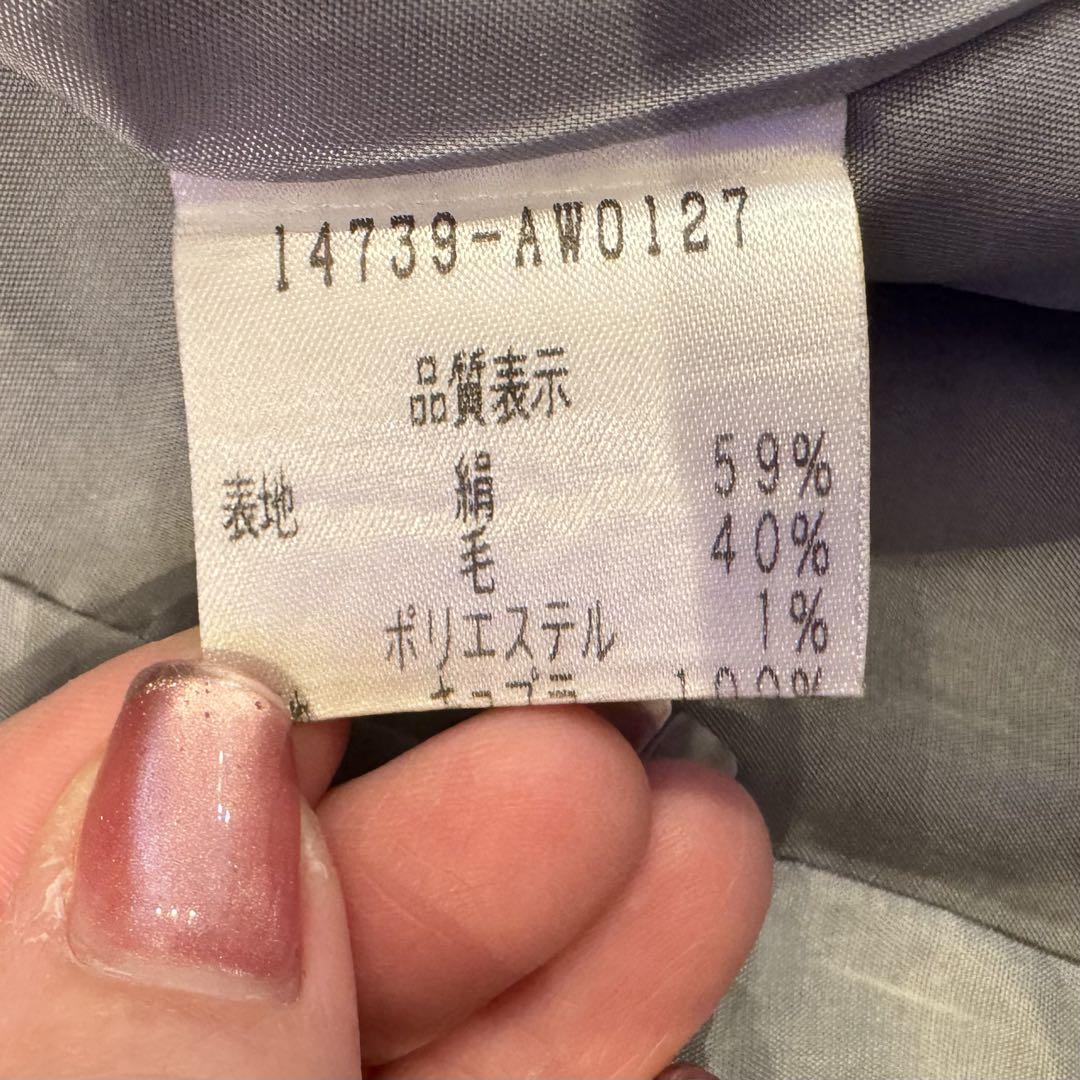 14739-AW0127
品質表示
表地 絹 59%
毛 40%
ポリエステル 1%